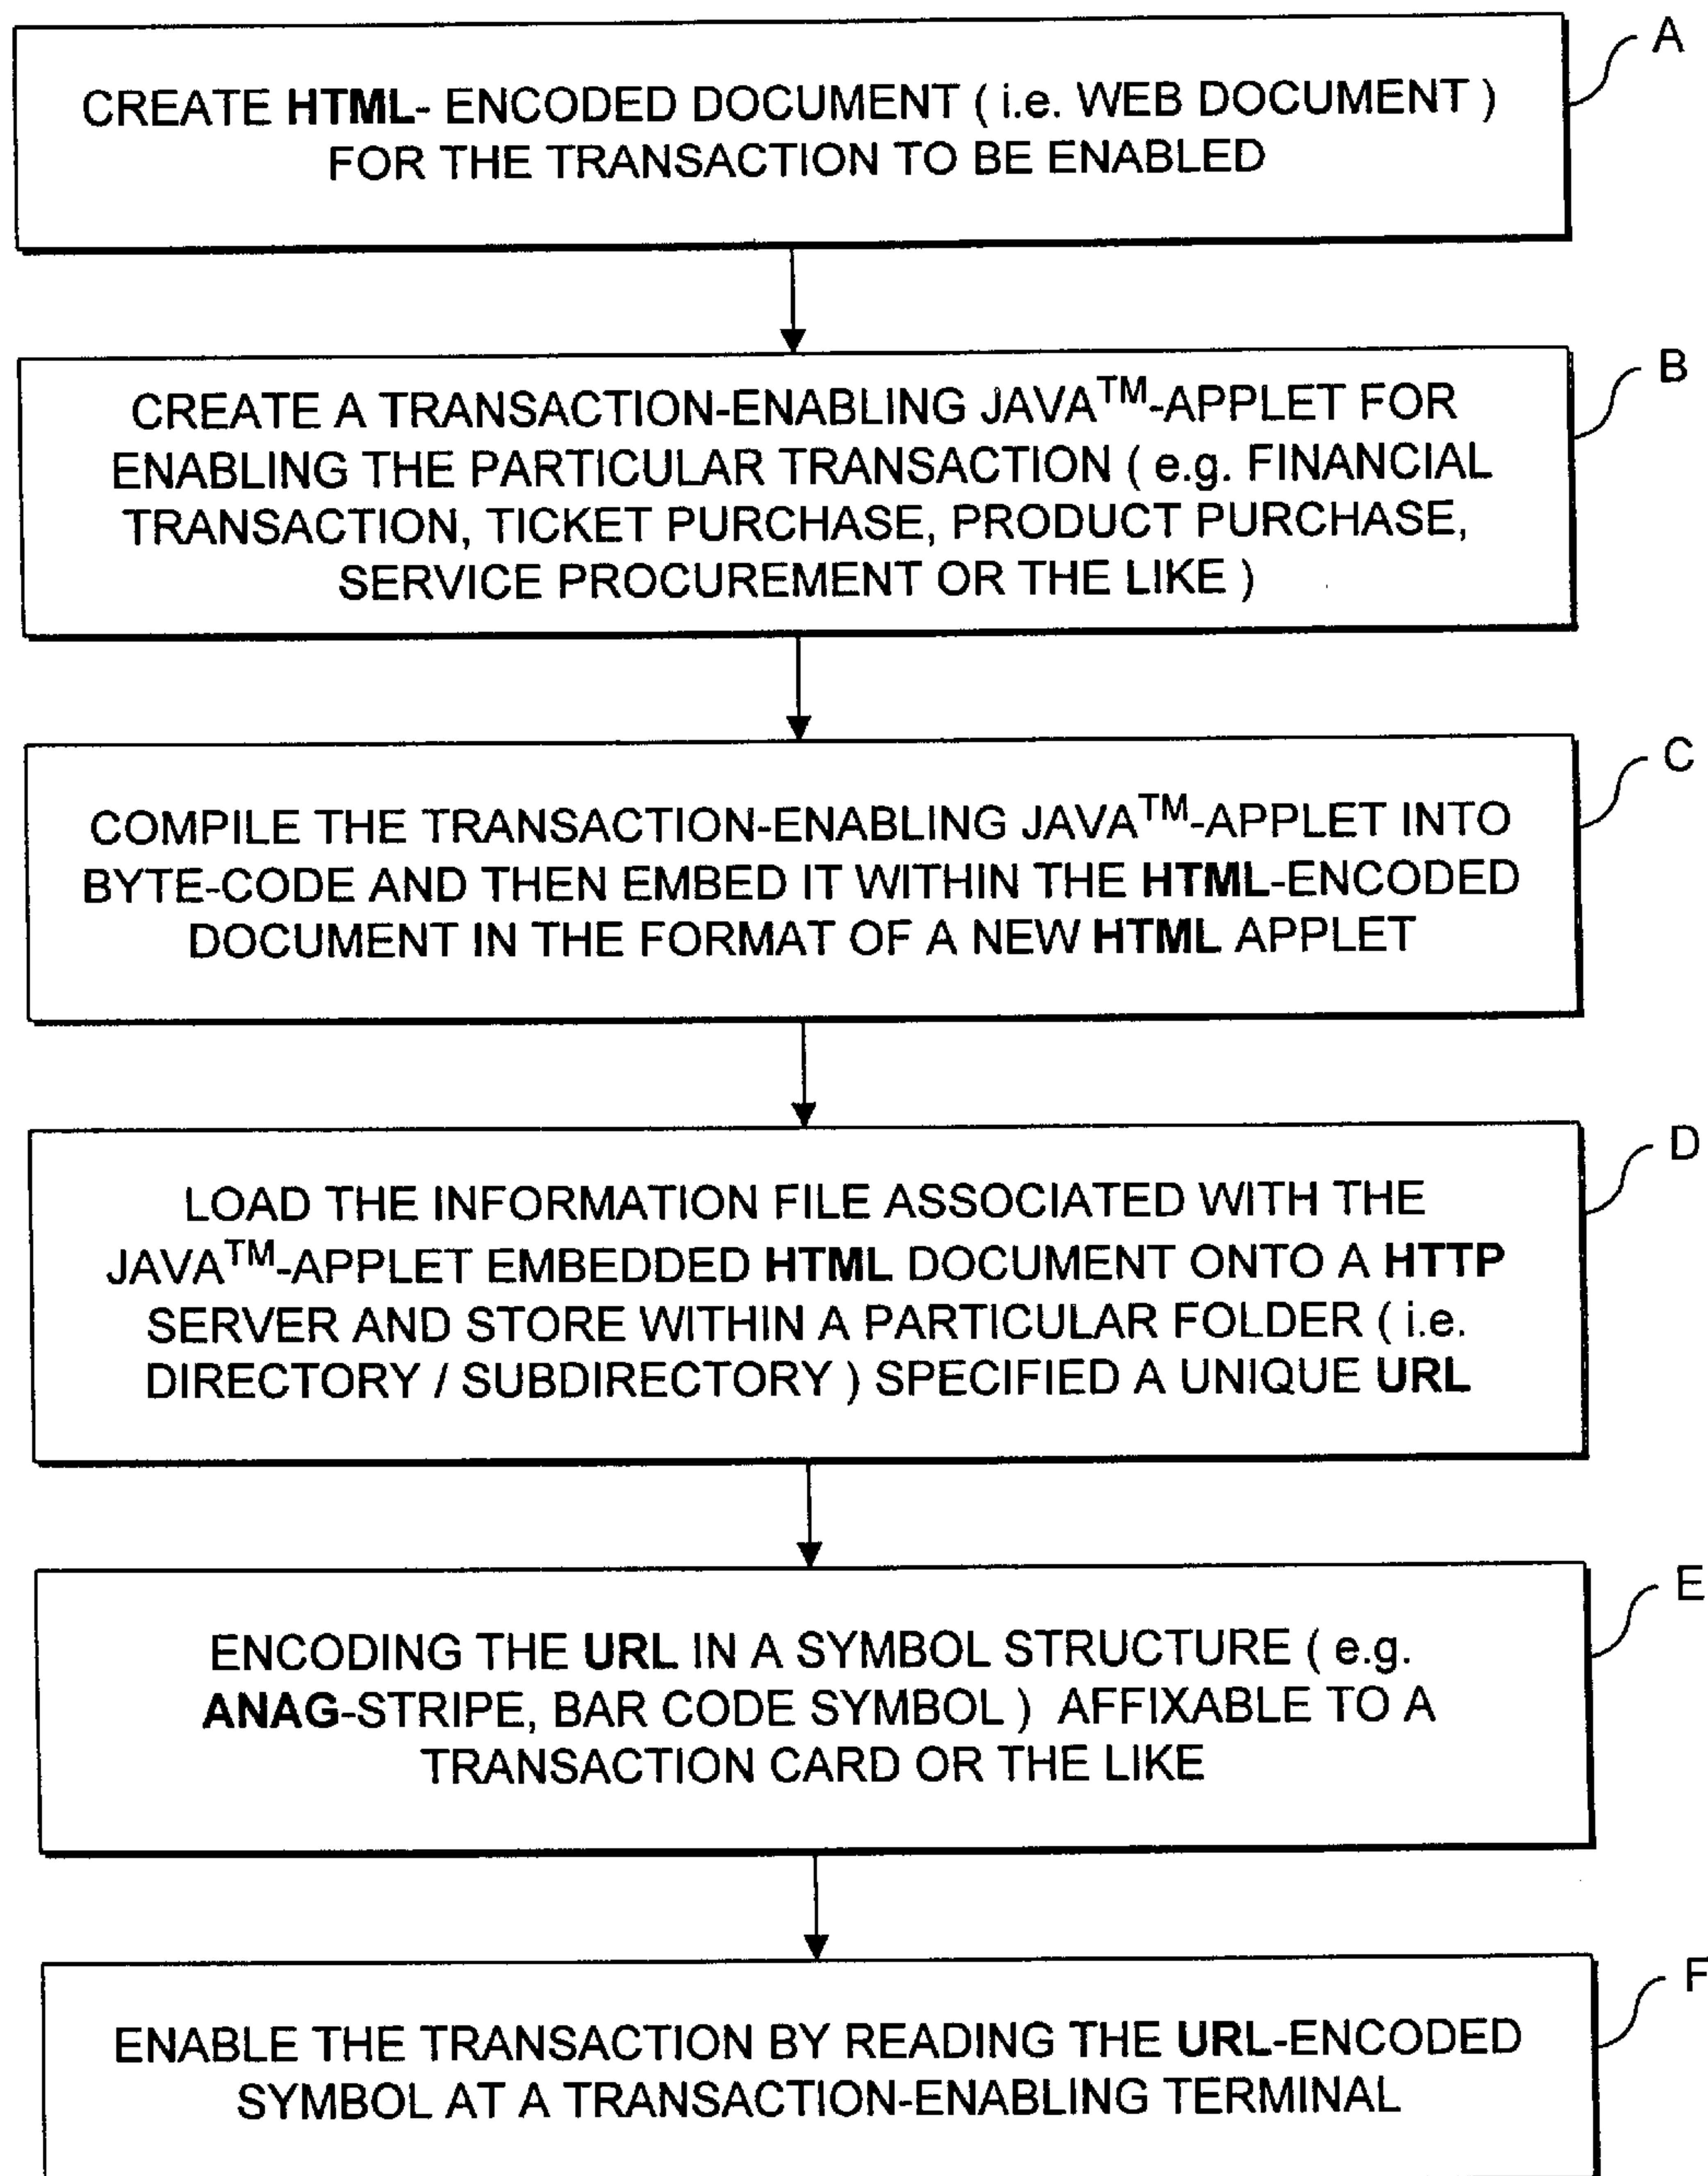 A
CREATE HTML- ENCODED DOCUMENT ( i.e. WEB DOCUMENT )
FOR THE TRANSACTION TO BE ENABLED
B
CREATE A TRANSACTION-ENABLING JAVA™-APPLET FOR
ENABLING THE PARTICULAR TRANSACTION ( e.g. FINANCIAL
TRANSACTION, TICKET PURCHASE, PRODUCT PURCHASE,
SERVICE PROCUREMENT OR THE LIKE )
C
COMPILE THE TRANSACTION-ENABLING JAVA™-APPLET INTO
BYTE-CODE AND THEN EMBED IT WITHIN THE HTML-ENCODED
DOCUMENT IN THE FORMAT OF A NEW HTML APPLET
D
LOAD THE INFORMATION FILE ASSOCIATED WITH THE
JAVA™-APPLET EMBEDDED HTML DOCUMENT ONTO A HTTP
SERVER AND STORE WITHIN A PARTICULAR FOLDER ( i.e.
DIRECTORY / SUBDIRECTORY ) SPECIFIED A UNIQUE URL
E
ENCODING THE URL IN A SYMBOL STRUCTURE ( e.g.
ANAG-STRIPE, BAR CODE SYMBOL ) AFFIXABLE TO A
TRANSACTION CARD OR THE LIKE
F
ENABLE THE TRANSACTION BY READING THE URL-ENCODED
SYMBOL AT A TRANSACTION-ENABLING TERMINAL